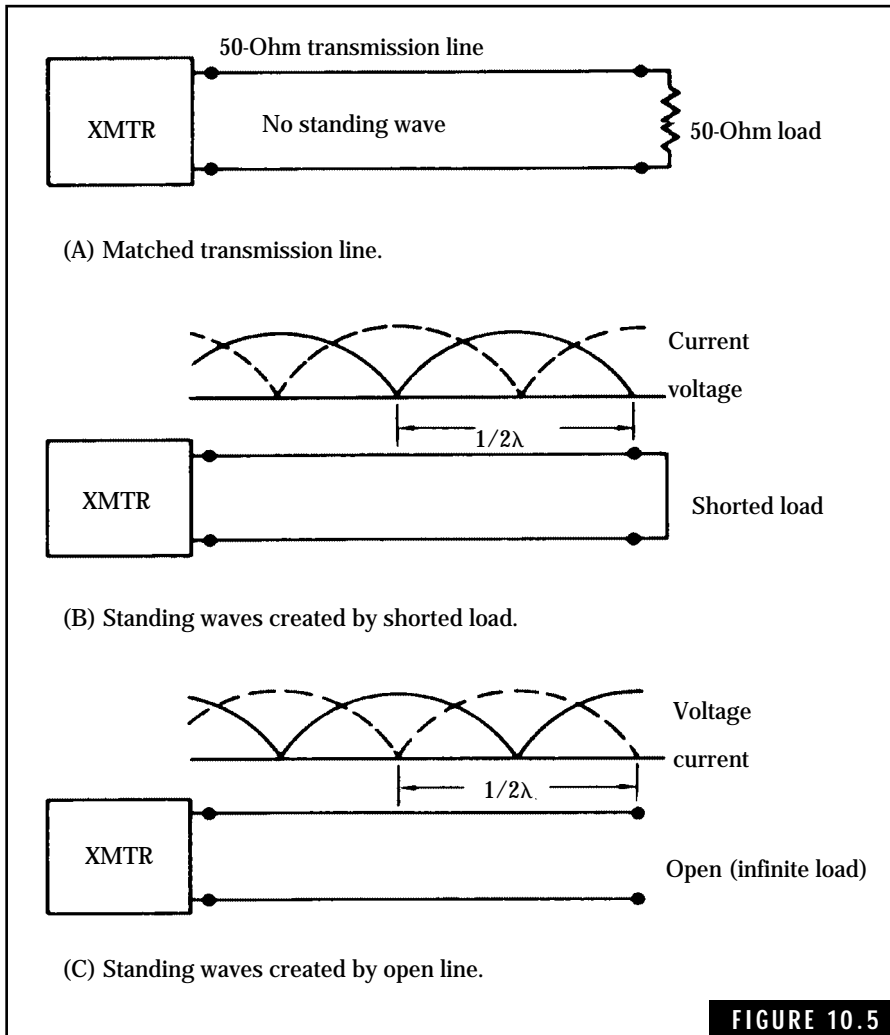 50-Ohm transmission line
XMTR
No standing wave
50-Ohm load
(A) Matched transmission line.
Current
voltage
1/2λ
XMTR
Shorted load
(B) Standing waves created by shorted load.
Voltage
current
1/2λ
XMTR
Open (infinite load)
(C) Standing waves created by open line.
FIGURE 10.5